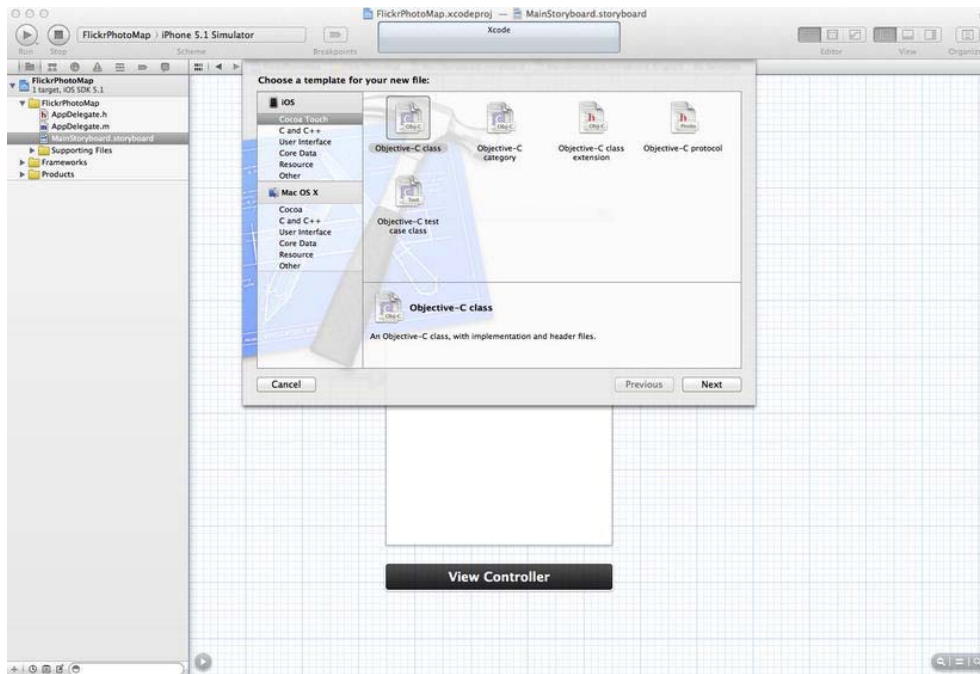 FlickrPhotoMap.xcodeproj — MainStoryboard.storyboard
FlickrPhotoMap iPhone 5.1 Simulator
Xcode
Run Stop Scheme Breakpoints Editor View
FlickrPhotoMap
1 target, iOS SDK 5.1
FlickrPhotoMap
AppDelegate.h
AppDelegate.m
MainStoryboard.storyboard
Supporting Files
Frameworks
Products
Choose a template for your new file:
iOS
Cocoa Touch
C and C++
User Interface
Core Data
Resource
Other
Mac OS X
Cocoa
C and C++
User Interface
Core Data
Resource
Other
Objective-C class
Objective-C category
Objective-C class extension
Objective-C protocol
Objective-C test case class
Objective-C class
An Objective-C class, with implementation and header files.
Cancel Previous Next
View Controller